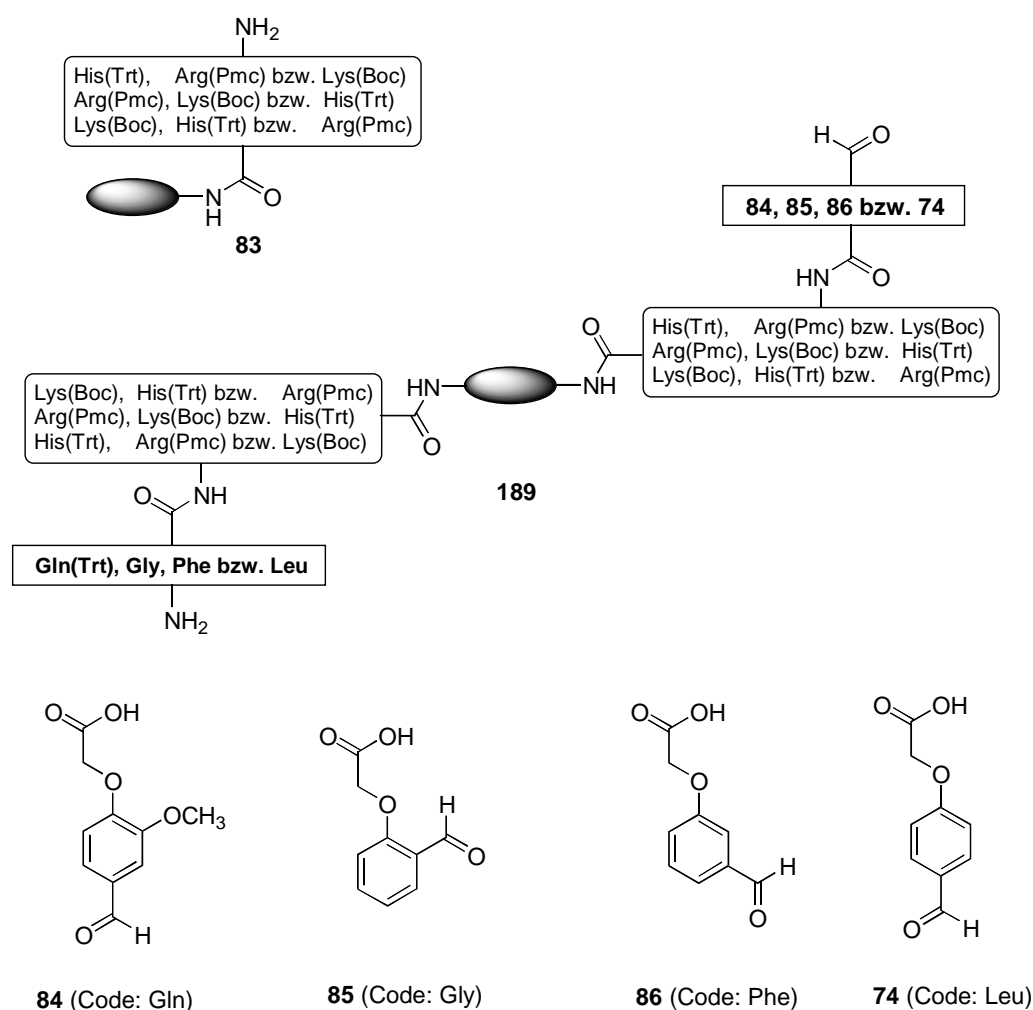 NH2
His(Trt), Arg(Pmc) bzw. Lys(Boc)
Arg(Pmc), Lys(Boc) bzw. His(Trt)
Lys(Boc), His(Trt) bzw. Arg(Pmc)
N
H
O
83
H
O
84, 85, 86 bzw. 74
HN
O
His(Trt), Arg(Pmc) bzw. Lys(Boc)
Arg(Pmc), Lys(Boc) bzw. His(Trt)
Lys(Boc), His(Trt) bzw. Arg(Pmc)
O
NH
HN
O
Lys(Boc), His(Trt) bzw. Arg(Pmc)
Arg(Pmc), Lys(Boc) bzw. His(Trt)
His(Trt), Arg(Pmc) bzw. Lys(Boc)
189
O
NH
Gln(Trt), Gly, Phe bzw. Leu
NH2
O
OH
O
OCH3
O
H
84 (Code: Gln)
O
OH
O
H
O
85 (Code: Gly)
O
OH
O
H
O
86 (Code: Phe)
O
OH
O
O
H
74 (Code: Leu)